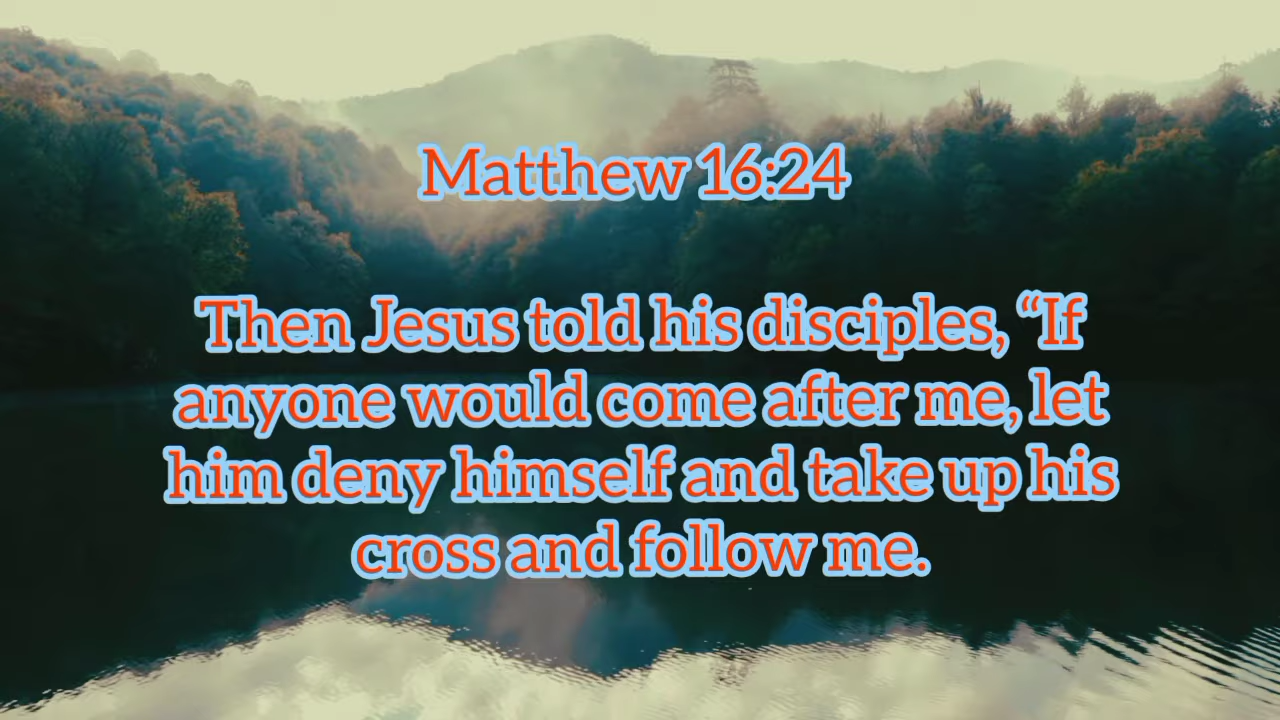 Matthew 16:24
Then Jesus told his disciples, “If
anyone would come after me, let
him deny himself and take up his
cross and follow me.